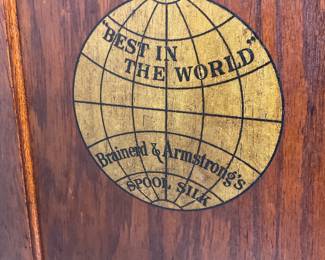 "BEST IN
THE WORLD"
Brainerd & Armstrong's
SPOOL SILK